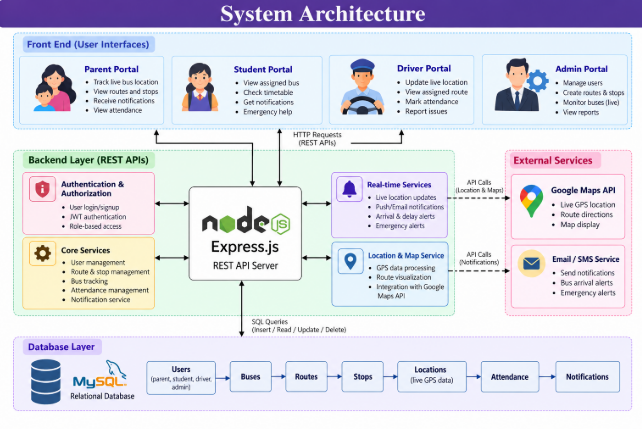 System Architecture
Front End (User Interfaces)
Parent Portal
• Track live bus location
• View routes and stops
• Receive notifications
• View attendance
Student Portal
• View assigned bus
• Check timetable
• Get notifications
• Emergency help
Driver Portal
• Update live location
• View assigned route
• Mark attendance
• Report issues
Admin Portal
• Manage users
• Create routes & stops
• Monitor buses (live)
• View reports
HTTP Requests
(REST APIs)
Backend Layer (REST APIs)
Authentication &
Authorization
• User login/signup
• JWT authentication
• Role-based access
Core Services
• User management
• Route & stop management
• Bus tracking
• Attendance management
• Notification service
node
JS
Express.js
REST API Server
Real-time Services
• Live location updates
• Push/Email notifications
• Arrival & delay alerts
• Emergency alerts
Location & Map Service
• GPS data processing
• Route visualization
• Integration with Google
Maps API
API Calls
(Location & Maps)
API Calls
(Notifications)
External Services
Google Maps API
• Live GPS location
• Route directions
• Map display
Email / SMS Service
• Send notifications
• Bus arrival alerts
• Emergency alerts
SQL Queries
(Insert / Read / Update / Delete)
Database Layer
MySQL
Relational Database
Users
(parent, student, driver,
admin)
Buses
Routes
Stops
Locations
(live GPS data)
Attendance
Notifications